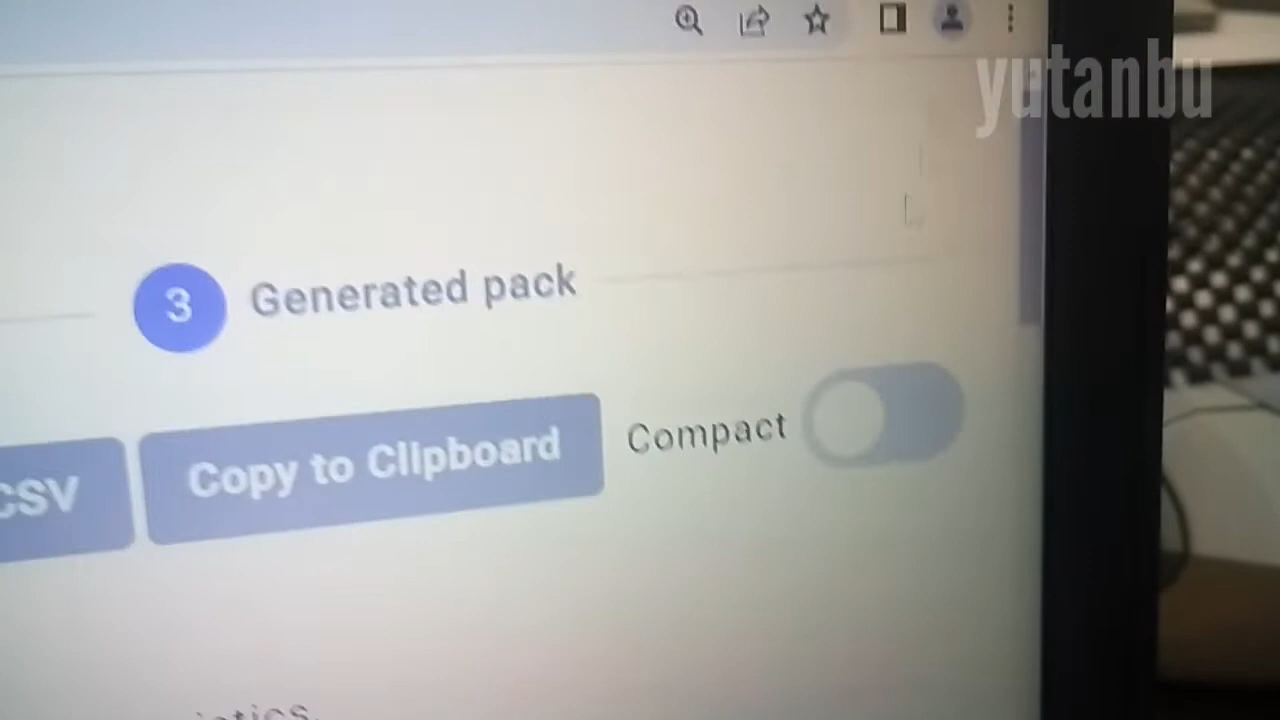 yutanbu
3 Generated pack
CSV
Copy to Clipboard
Compact